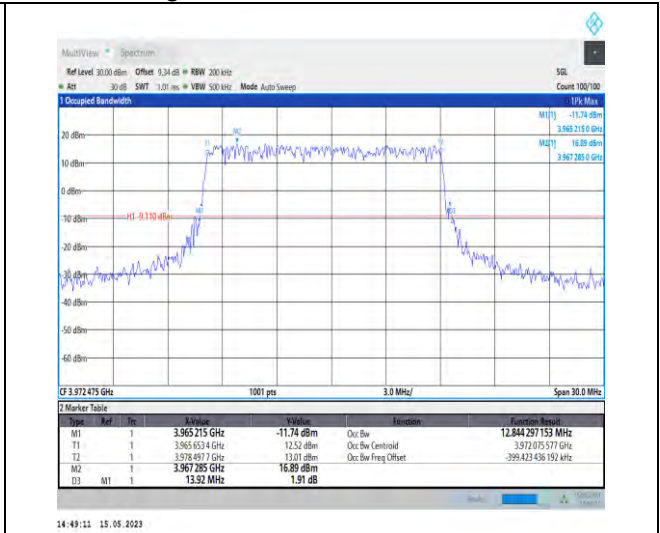 MultiView Spectrum
Ref Level 30.00 dBm Offset 9.34 dB RBW 200 kHz SGL
Att 30 dB SWT 1.01 ms VBW 500 kHz Mode Auto Sweep Count 100/100
1 Occupied Bandwidth 1Pk Max
M1[1] -11.74 dBm
3.965 215 0 GHz
M2[1] 16.89 dBm
3.967 285 0 GHz
20 dBm
10 dBm
0 dBm
-10 dBm
H1 -9.110 dBm
-20 dBm
-30 dBm
-40 dBm
-50 dBm
-60 dBm
T1 M2 T2
M1 D3
CF 3.972 475 GHz 1001 pts 3.0 MHz/ Span 30.0 MHz
2 Marker Table
Type Ref Trc X-Value Y-Value Function Function Result
M1 1 3.965 215 GHz -11.74 dBm Occ Bw 12.844 297 153 MHz
T1 1 3.965 653 4 GHz 12.52 dBm Occ Bw Centroid 3.972 075 577 GHz
T2 1 3.978 497 7 GHz 13.01 dBm Occ Bw Freq Offset -399.423 436 192 kHz
M2 1 3.967 285 GHz 16.89 dBm
D3 M1 1 13.92 MHz 1.91 dB
14:49:11 15.05.2023